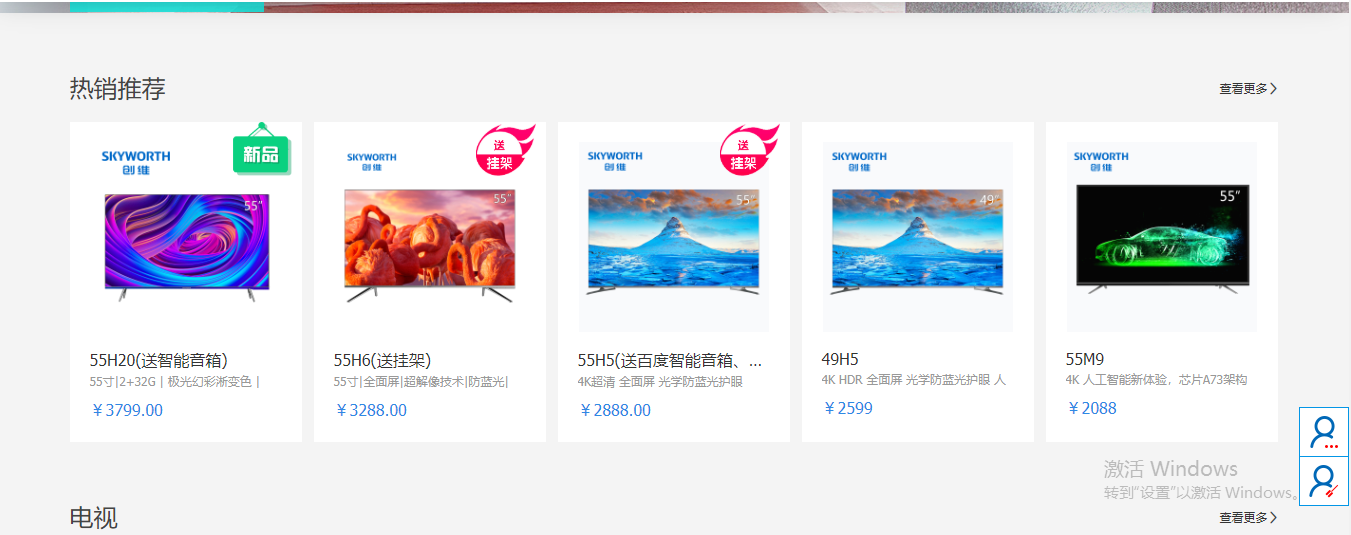 热销推荐
查看更多
SKYWORTH
创维
新品
55"
SKYWORTH
创维
送
挂架
55"
SKYWORTH
创维
送
挂架
55"
SKYWORTH
创维
49"
SKYWORTH
创维
55"
55H20(送智能音箱)
55寸|2+32G | 极光幻彩渐变色 |
￥3799.00
55H6(送挂架)
55寸|全面屏|超解像技术|防蓝光|
￥3288.00
55H5(送百度智能音箱、...
4K超清 全面屏 光学防蓝光护眼
￥2888.00
49H5
4K HDR 全面屏 光学防蓝光护眼 人
￥2599
55M9
4K 人工智能新体验，芯片A73架构
￥2088
激活 Windows
转到"设置"以激活 Windows。
电视
查看更多